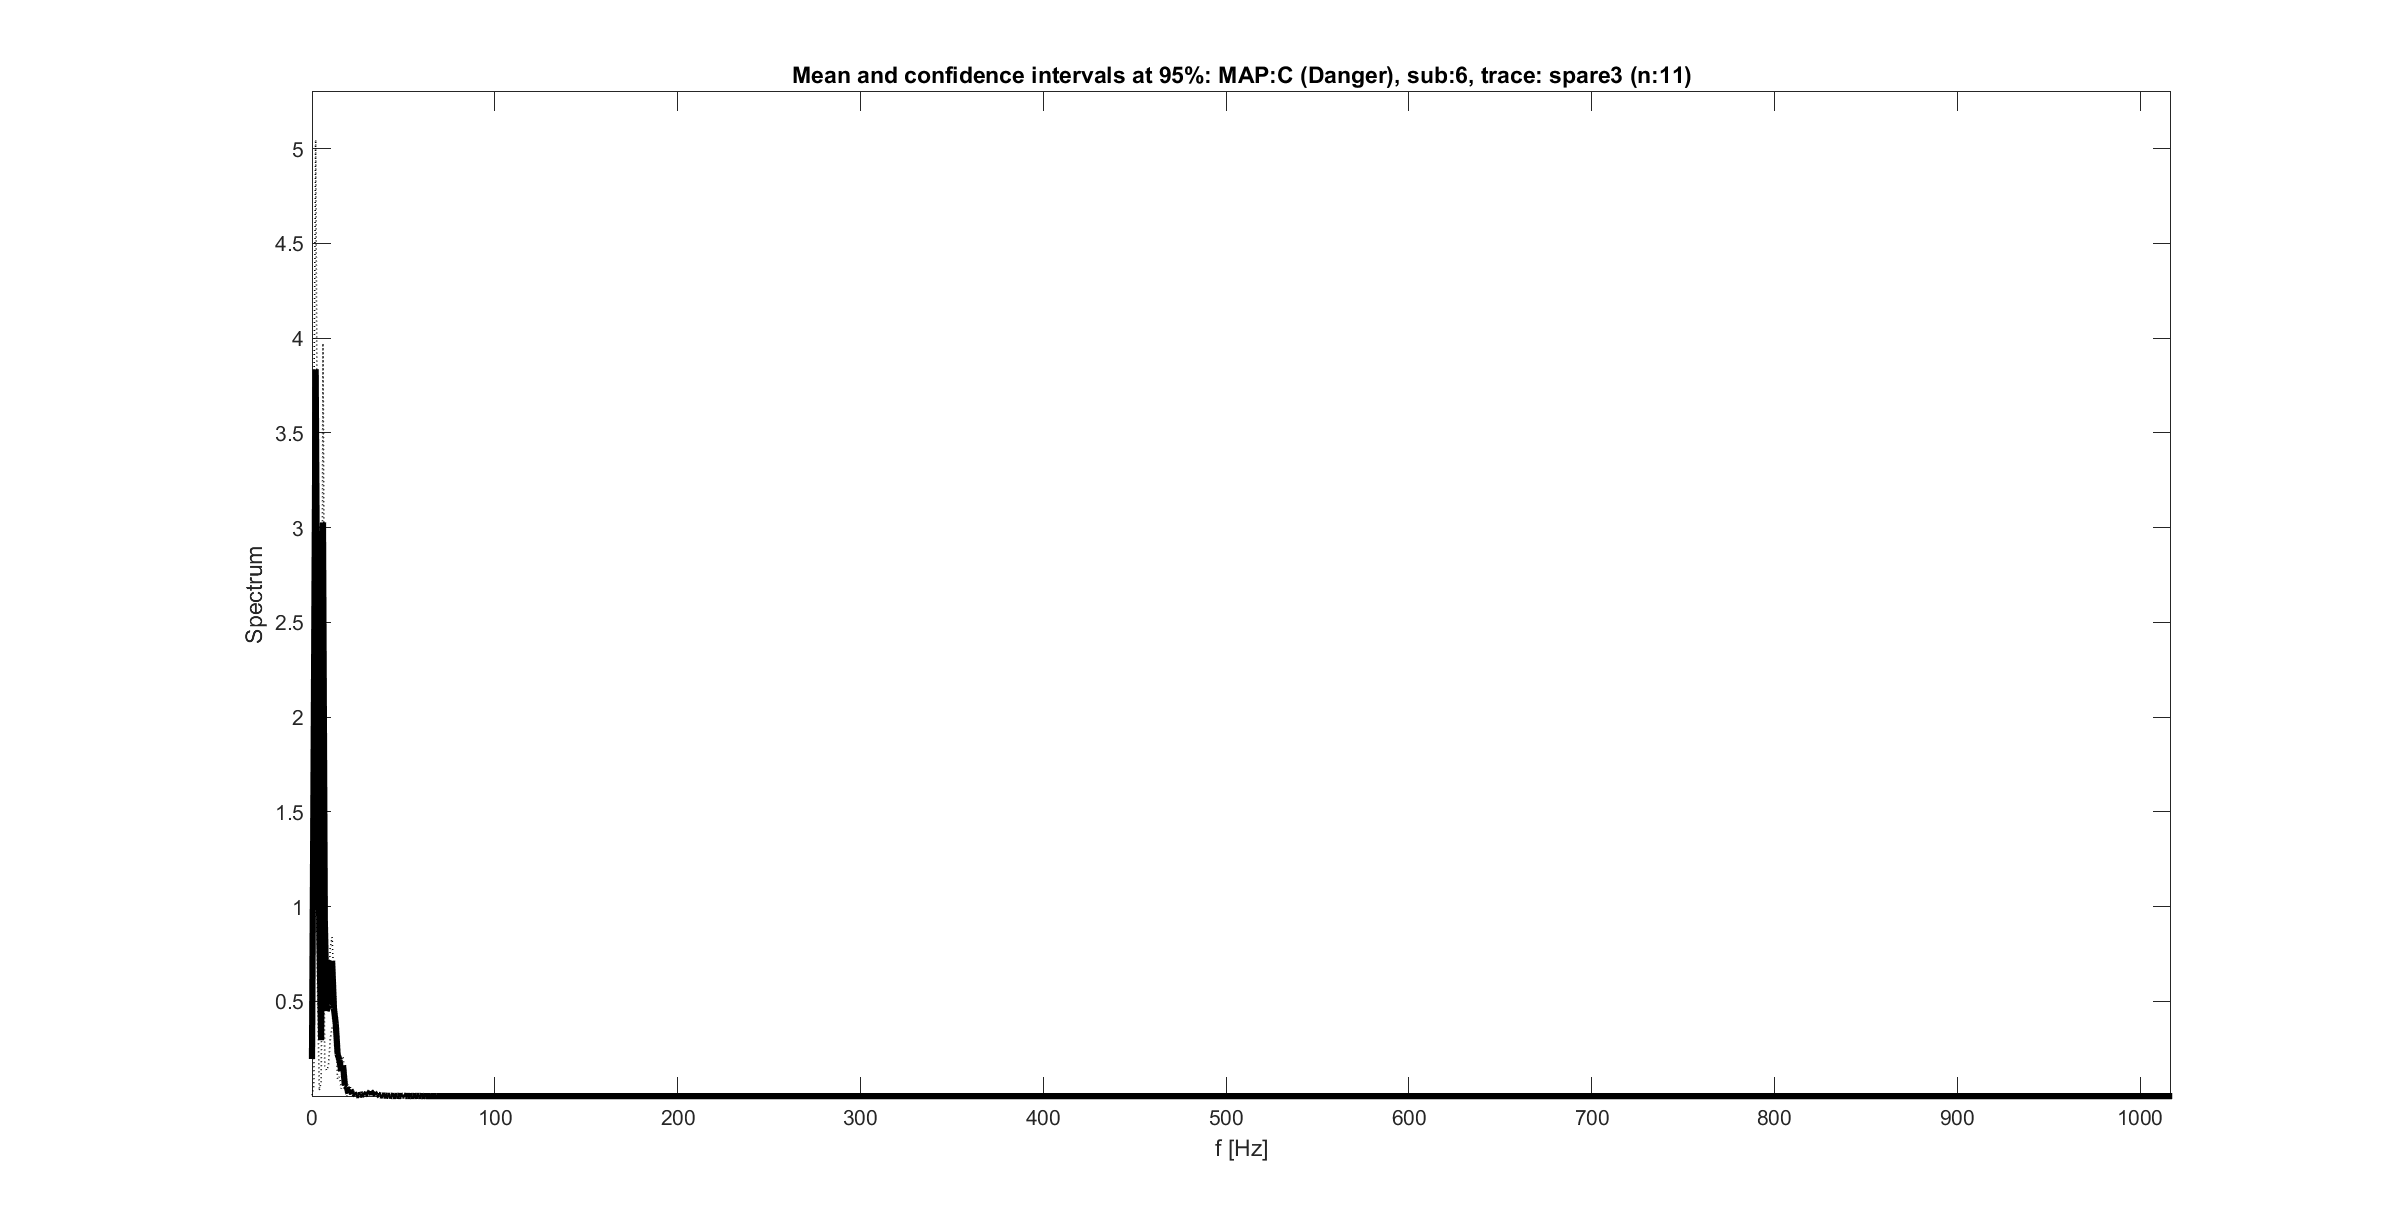 Mean and confidence intervals at 95%: MAP:C (Danger), sub:6, trace: spare3 (n:11)
5
4.5
4
3.5
3
2.5
2
1.5
1
0.5
Spectrum
0 100 200 300 400 500 600 700 800 900 1000
f [Hz]